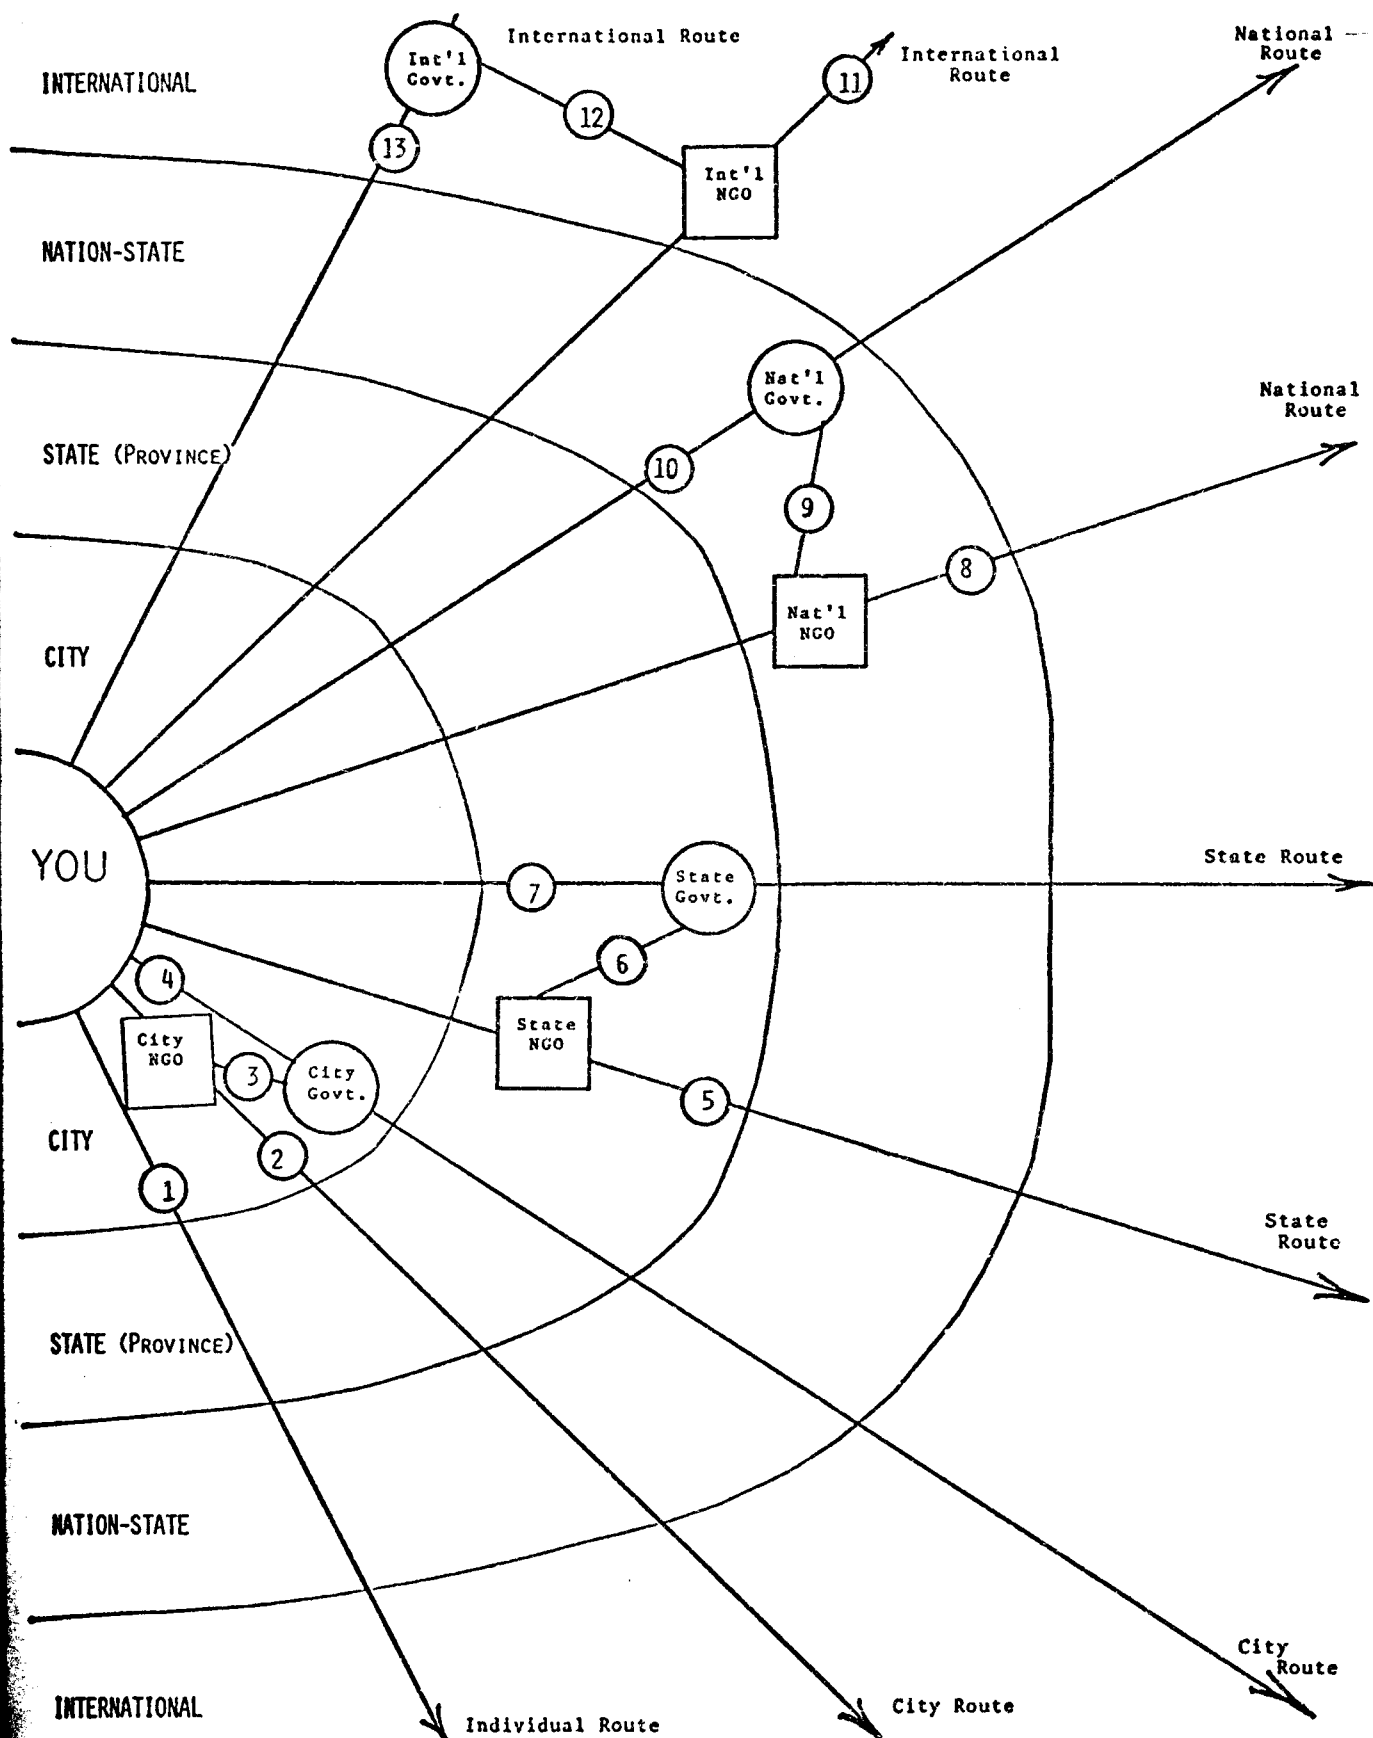 International Route
Int'l
Govt.
INTERNATIONAL
12
11
International
Route
National
Route
13
Int'l
NGO
NATION-STATE
Nat'l
Govt.
National
Route
STATE (PROVINCE)
10
9
8
Nat'l
NGO
CITY
YOU
State Route
7
State
Govt.
6
4
State
NGO
City
NGO
3
City
Govt.
5
CITY
2
1
State
Route
STATE (PROVINCE)
NATION-STATE
City
Route
INTERNATIONAL
City Route
Individual Route